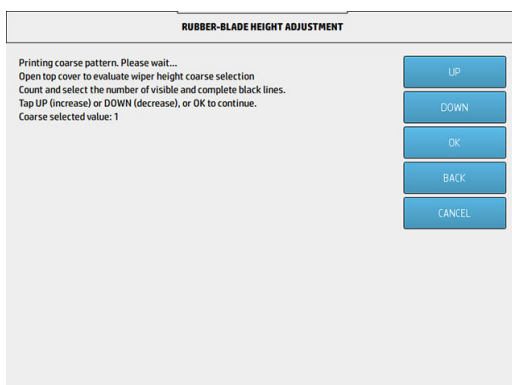 RUBBER-BLADE HEIGHT ADJUSTMENT
Printing coarse pattern. Please wait...
Open top cover to evaluate wiper height coarse selection
Count and select the number of visible and complete black lines.
Tap UP (increase) or DOWN (decrease), or OK to continue.
Coarse selected value: 1
UP
DOWN
OK
BACK
CANCEL